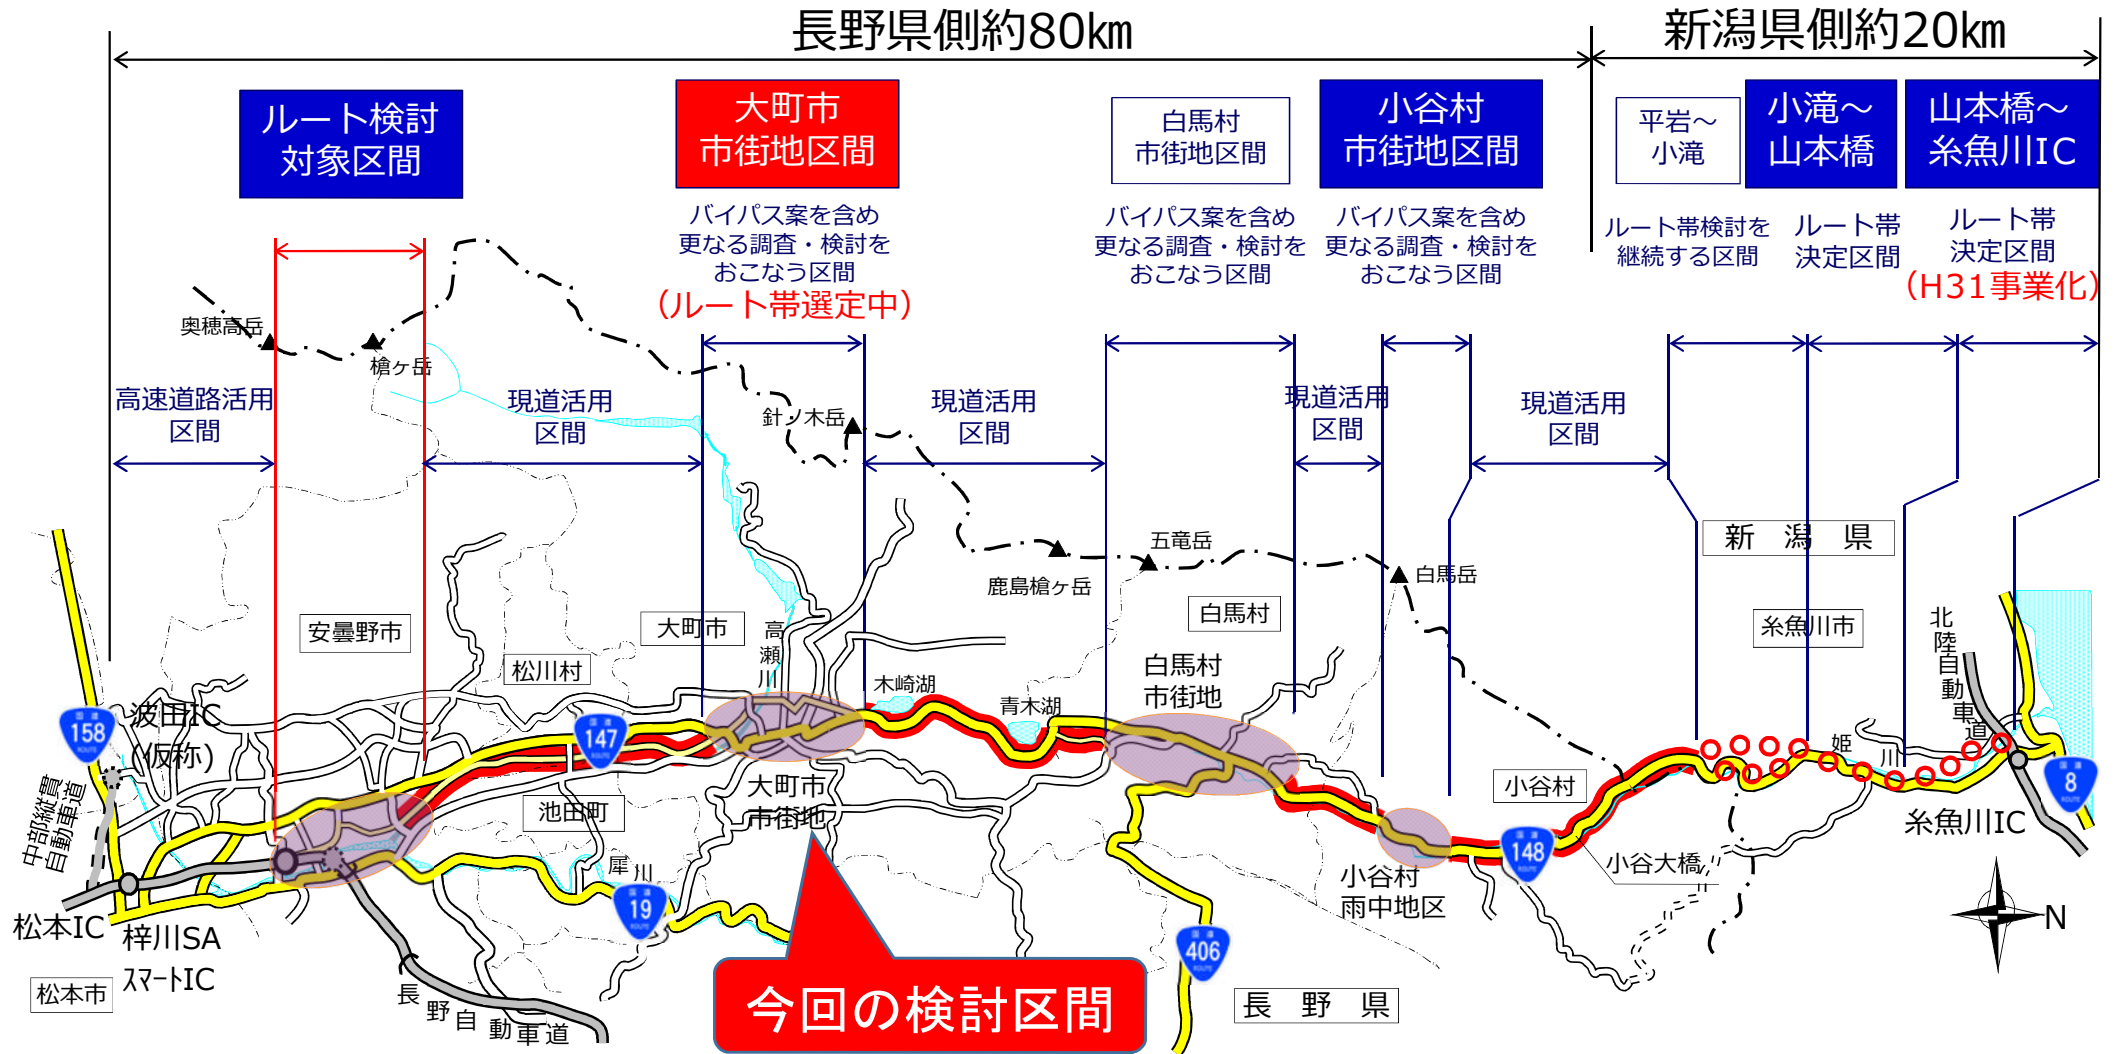 長野県側約80㎞
新潟県側約20㎞
ルート検討
対象区間
大町市
市街地区間
白馬村
市街地区間
小谷村
市街地区間
平岩～
小滝
小滝～
山本橋
山本橋～
糸魚川IC
バイパス案を含め
更なる調査・検討を
おこなう区間
(ルート帯選定中)
バイパス案を含め
更なる調査・検討を
おこなう区間
バイパス案を含め
更なる調査・検討を
おこなう区間
ルート帯検討を
継続する区間
ルート帯
決定区間
ルート帯
決定区間
(H31事業化)
奥穂高岳
槍ヶ岳
針ノ木岳
高速道路活用
区間
現道活用
区間
現道活用
区間
現道活用
区間
現道活用
区間
鹿島槍ヶ岳
五竜岳
白馬岳
新 潟 県
安曇野市
松川村
大町市
高瀬川
白馬村
糸魚川市
北陸自動車道
白馬村
市街地
木崎湖
青木湖
国道
158
ROUTE
波田IC
(仮称)
国道
147
ROUTE
姫川
国道
8
ROUTE
中部縦貫
自動車道
池田町
大町市
市街地
小谷村
糸魚川IC
犀川
国道
19
ROUTE
国道
148
ROUTE
小谷大橋
小谷村
雨中地区
松本IC
梓川SA
ｽﾏｰﾄIC
松本市
長野自動車道
国道
406
ROUTE
N
今回の検討区間
長 野 県